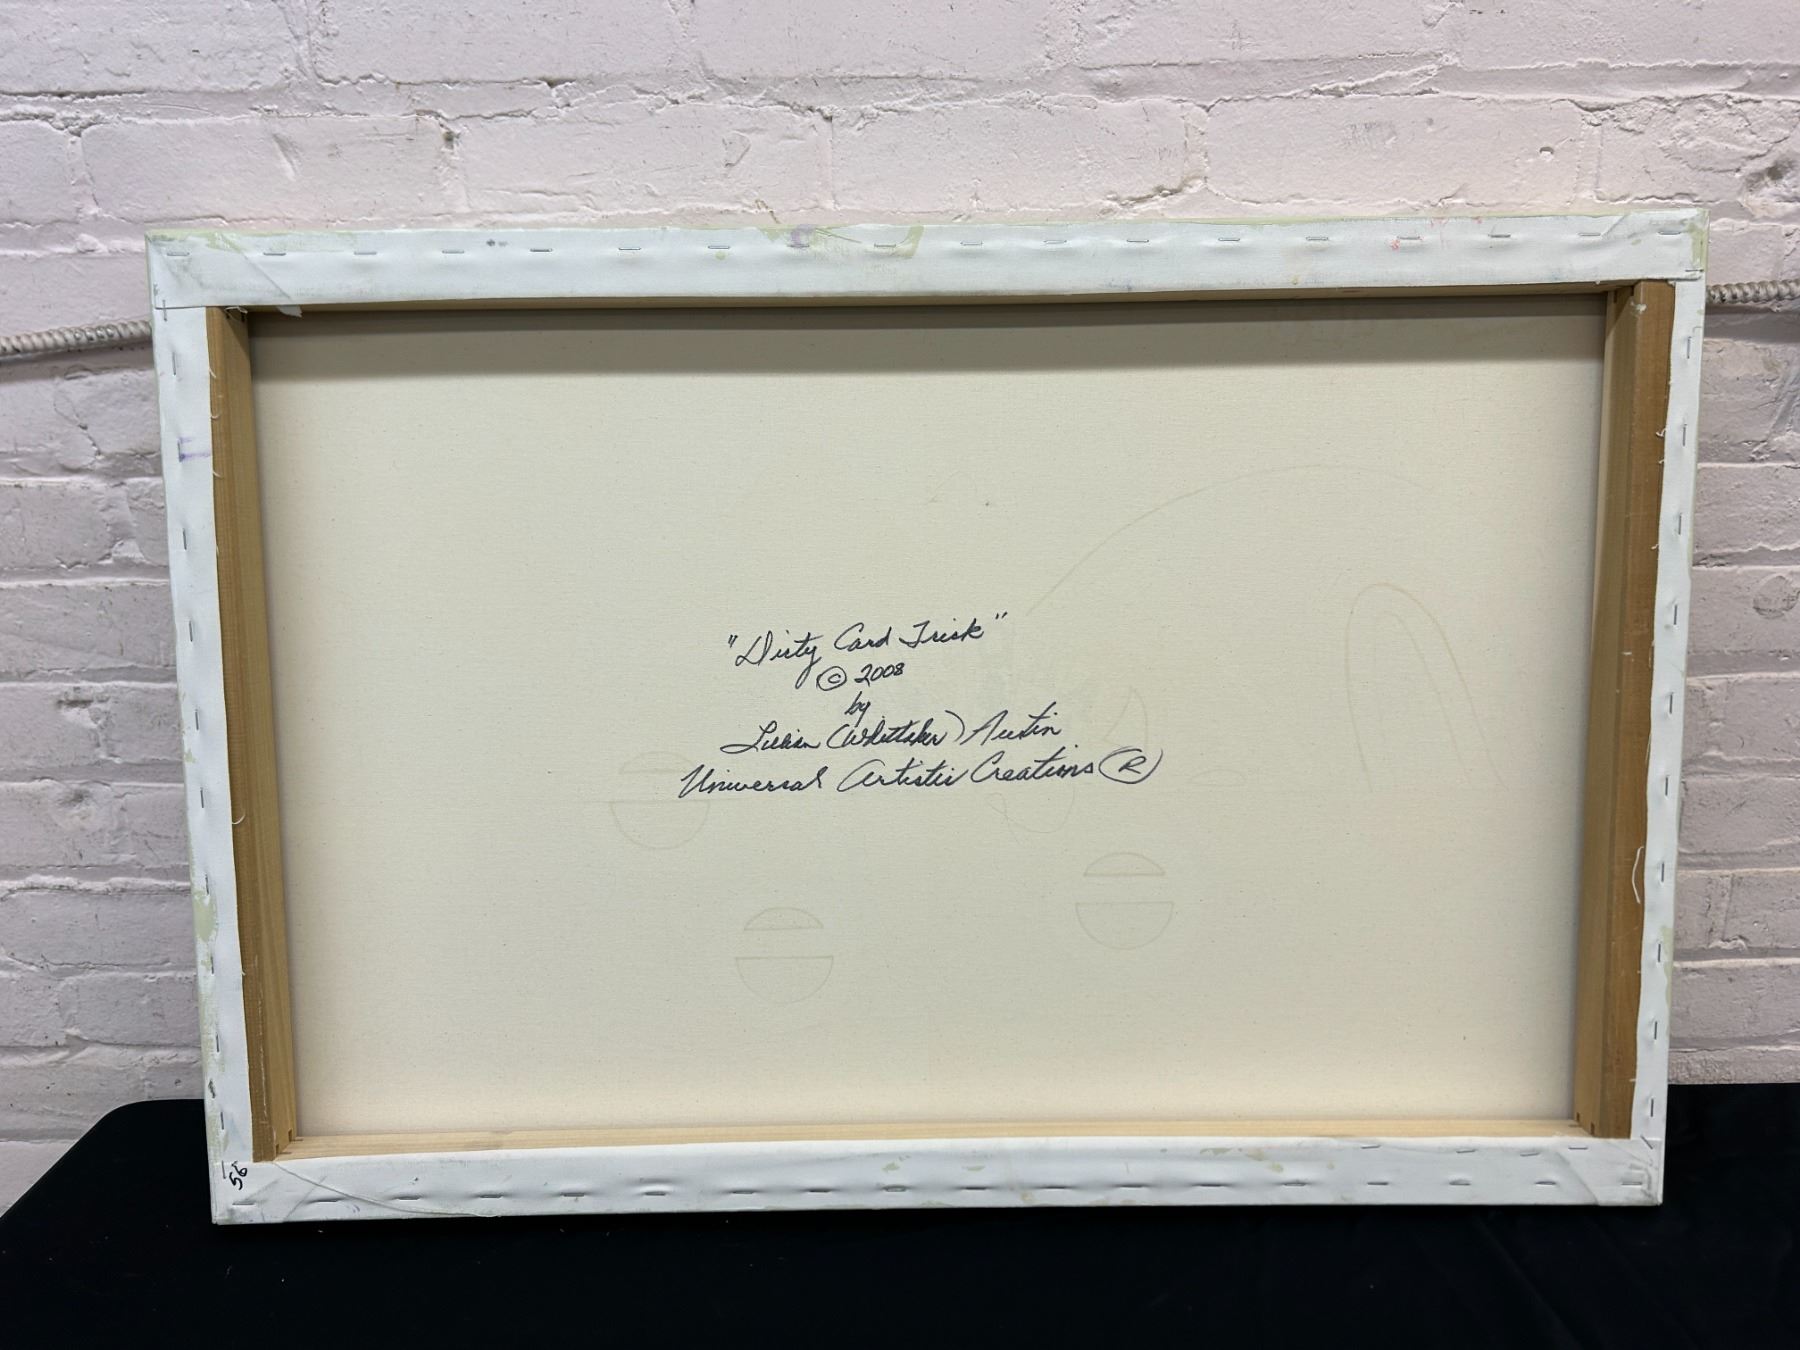 "Dirty Card Trick"
© 2008
by
Lillian (Whittaker) Austin
Universal Artistic Creations ®
56